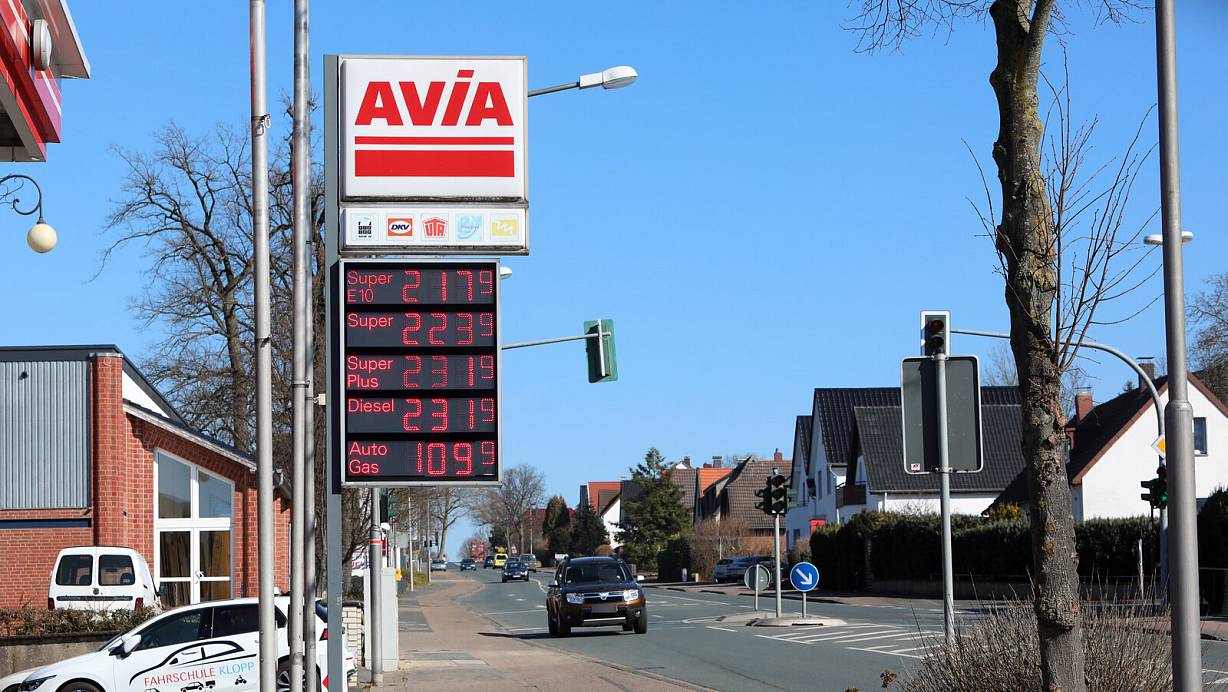 AVIA
DKV
UTA
Super
E10
2179
Super
2239
Super
Plus
2319
Diesel
2319
Auto
Gas
1099
FAHRSCHULE KLOPP